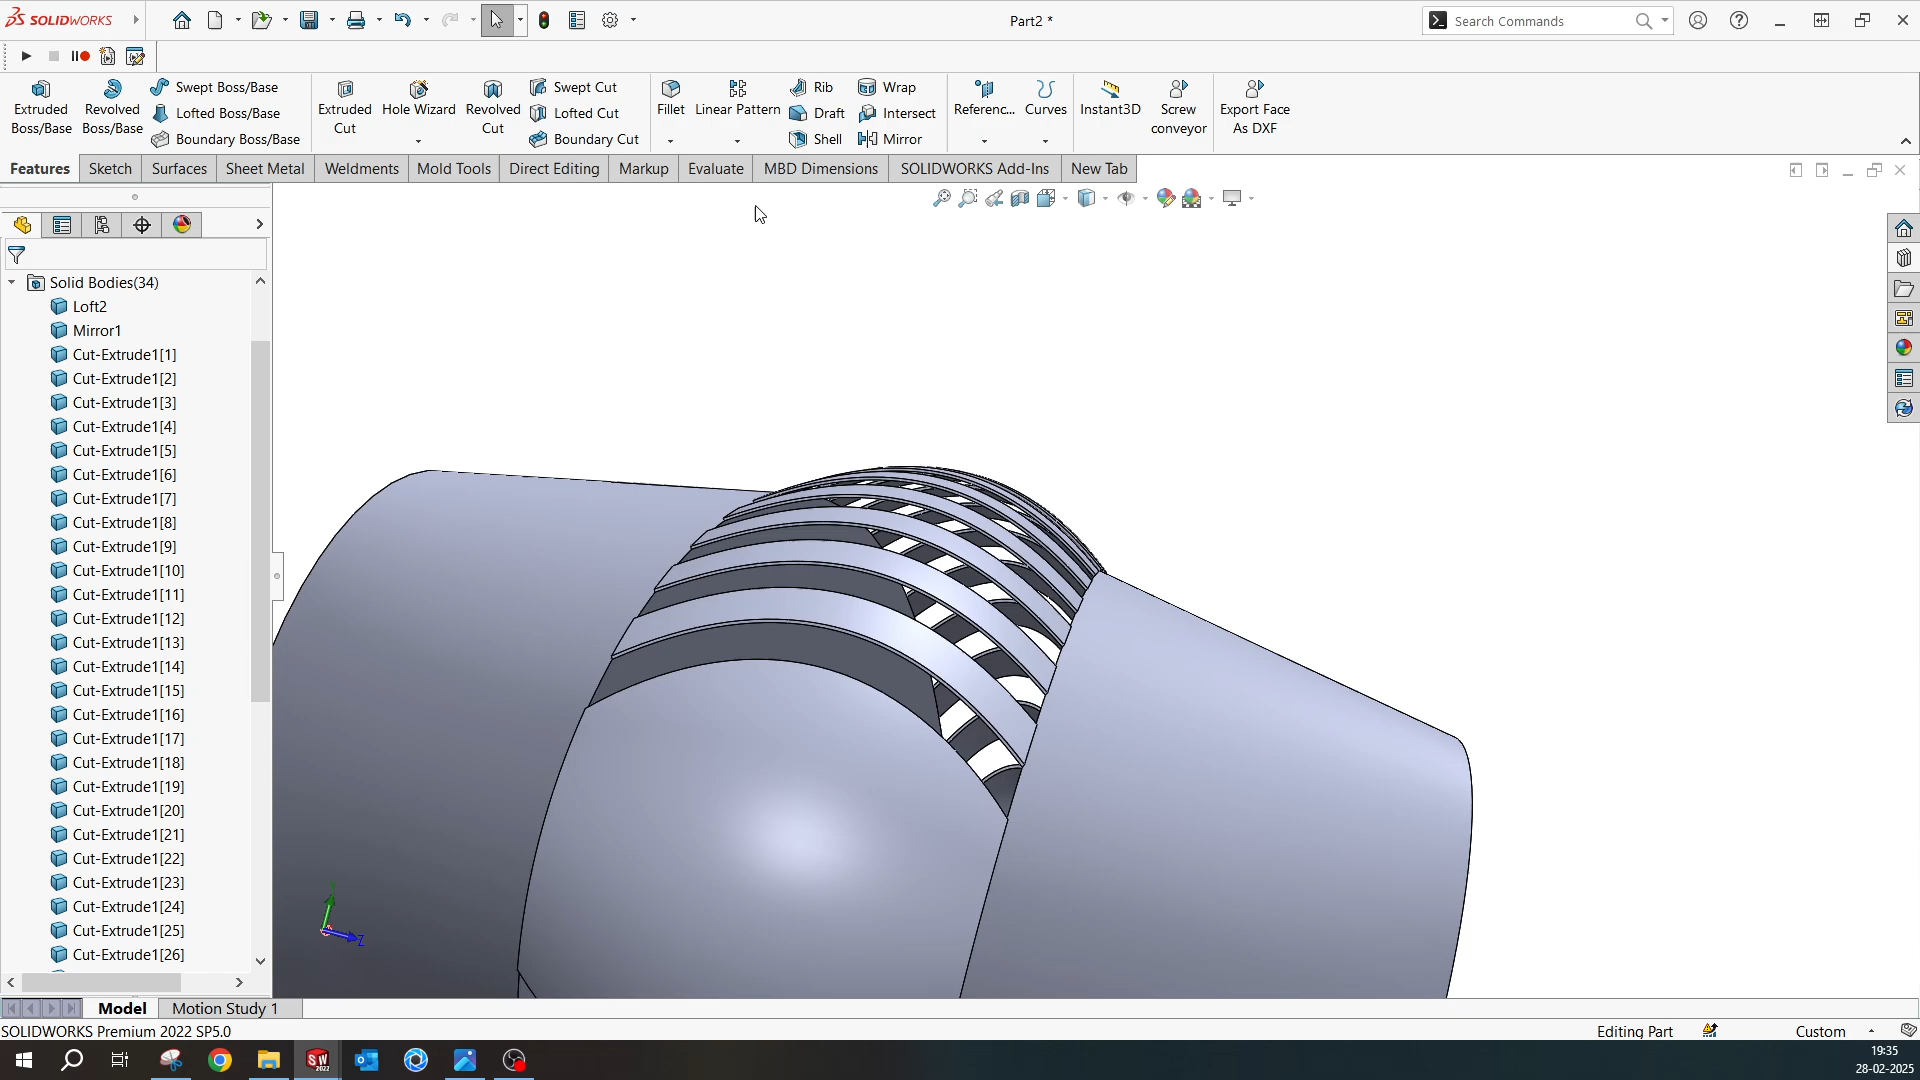 SOLIDWORKS
Part2 *
Search Commands
Extruded Boss/Base
Revolved Boss/Base
Swept Boss/Base
Lofted Boss/Base
Boundary Boss/Base
Extruded Cut
Hole Wizard
Revolved Cut
Swept Cut
Lofted Cut
Boundary Cut
Fillet
Linear Pattern
Rib
Draft
Shell
Wrap
Intersect
Mirror
Referenc...
Curves
Instant3D
Screw conveyor
Export Face As DXF
Features
Sketch
Surfaces
Sheet Metal
Weldments
Mold Tools
Direct Editing
Markup
Evaluate
MBD Dimensions
SOLIDWORKS Add-Ins
New Tab
Solid Bodies(34)
Loft2
Mirror1
Cut-Extrude1[1]
Cut-Extrude1[2]
Cut-Extrude1[3]
Cut-Extrude1[4]
Cut-Extrude1[5]
Cut-Extrude1[6]
Cut-Extrude1[7]
Cut-Extrude1[8]
Cut-Extrude1[9]
Cut-Extrude1[10]
Cut-Extrude1[11]
Cut-Extrude1[12]
Cut-Extrude1[13]
Cut-Extrude1[14]
Cut-Extrude1[15]
Cut-Extrude1[16]
Cut-Extrude1[17]
Cut-Extrude1[18]
Cut-Extrude1[19]
Cut-Extrude1[20]
Cut-Extrude1[21]
Cut-Extrude1[22]
Cut-Extrude1[23]
Cut-Extrude1[24]
Cut-Extrude1[25]
Cut-Extrude1[26]
Z
Model
Motion Study 1
SOLIDWORKS Premium 2022 SP5.0
Editing Part
Custom
SW
2022
19:35
28-02-2025